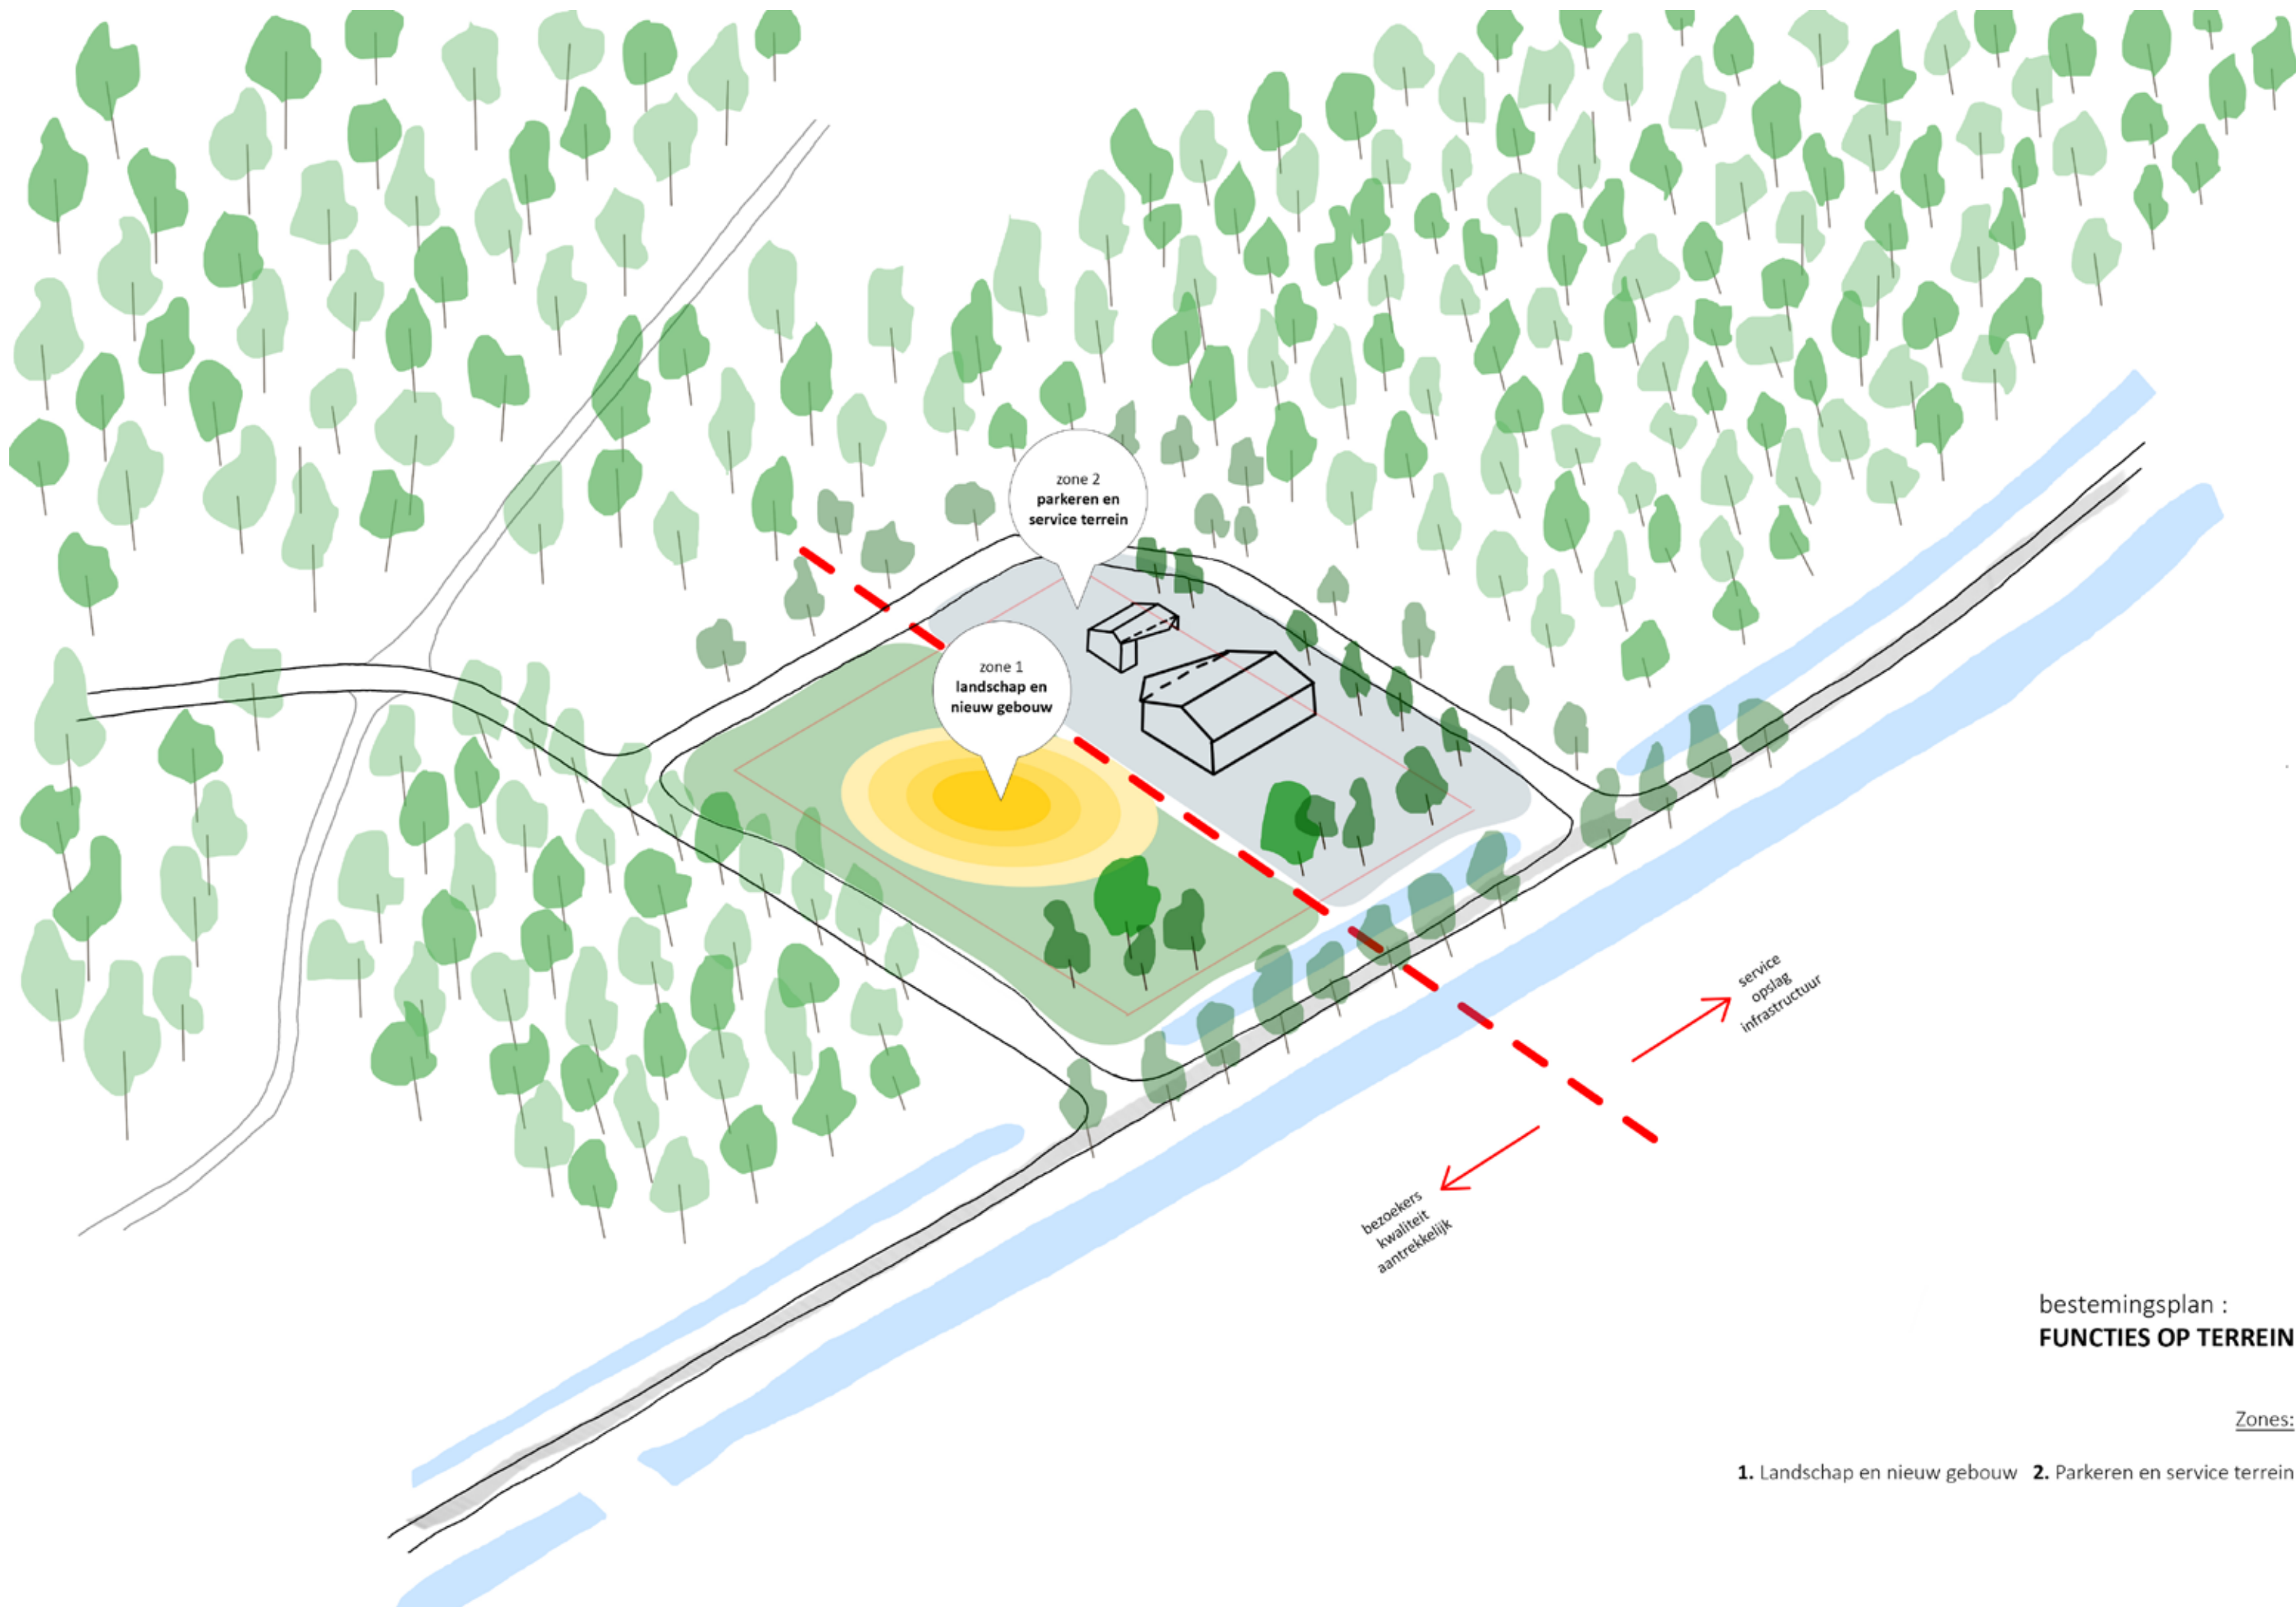 zone 2
parkeren en
service terrein
zone 1
landschap en
nieuw gebouw
service
opslag
infrastructuur
bezoekers
kwaliteit
aantrekkelijk
bestemingsplan :
FUNCTIES OP TERREIN
Zones:
1. Landschap en nieuw gebouw 2. Parkeren en service terrein